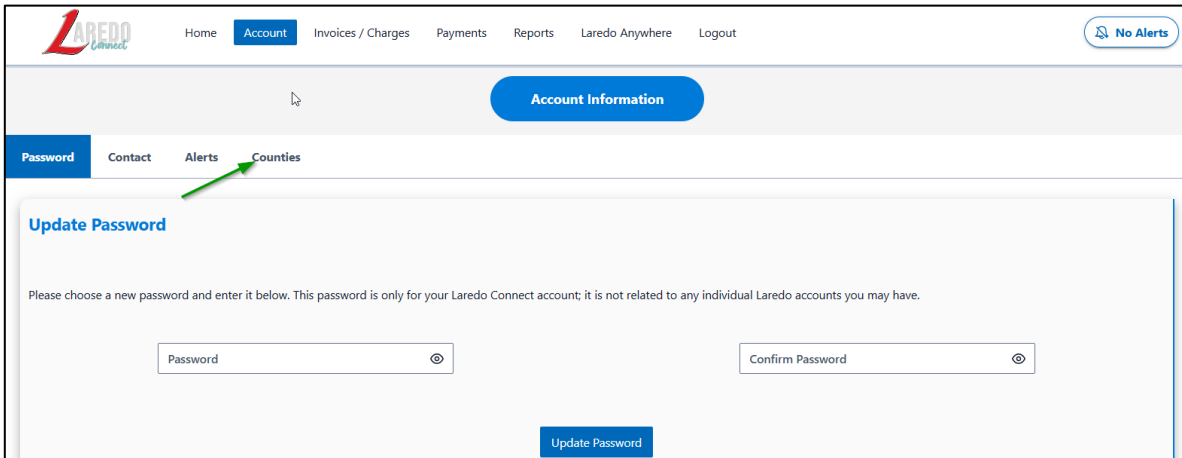 LAREDO
Connect
Home Account Invoices / Charges Payments Reports Laredo Anywhere Logout No Alerts
Account Information
Password Contact Alerts Counties
Update Password
Please choose a new password and enter it below. This password is only for your Laredo Connect account; it is not related to any individual Laredo accounts you may have.
Password Confirm Password
Update Password